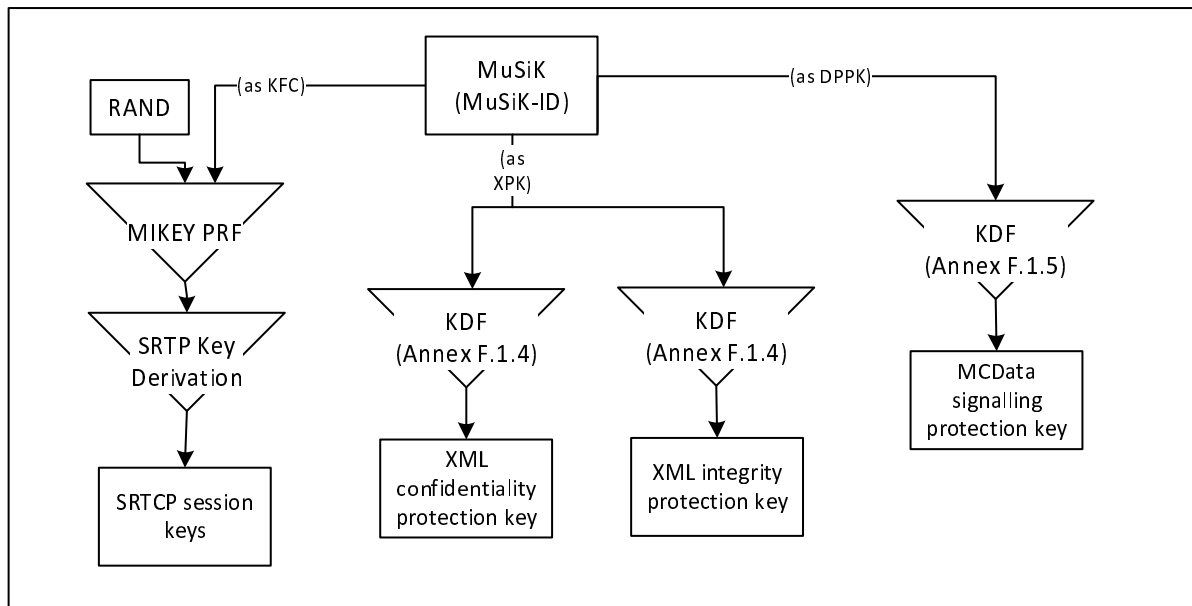 MuSiK
(MuSiK-ID)
(as KFC)
(as DPPK)
RAND
(as
XPK)
MIKEY PRF
KDF
(Annex F.1.5)
SRTP Key
Derivation
KDF
(Annex F.1.4)
KDF
(Annex F.1.4)
MCData
signalling
protection key
SRTCP session
keys
XML
confidentiality
protection key
XML integrity
protection key